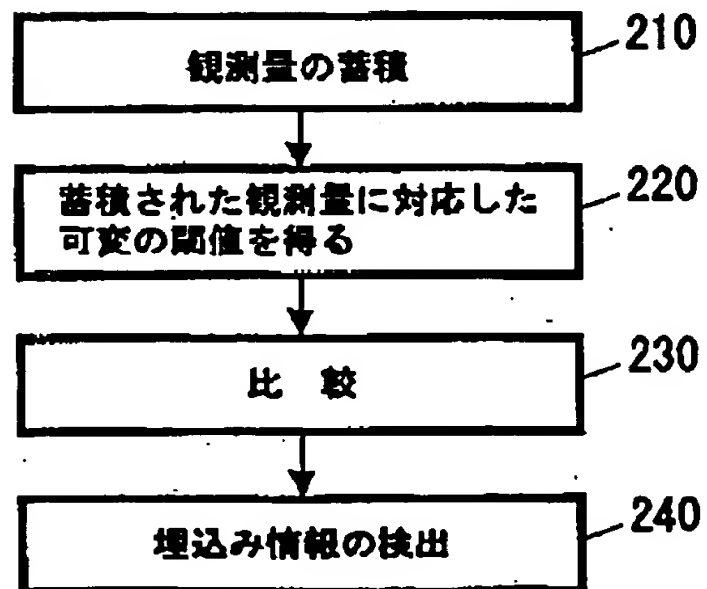 観測量の蓄積
210
蓄積された観測量に対応した
可変の閾値を得る
220
比 較
230
埋込み情報の検出
240